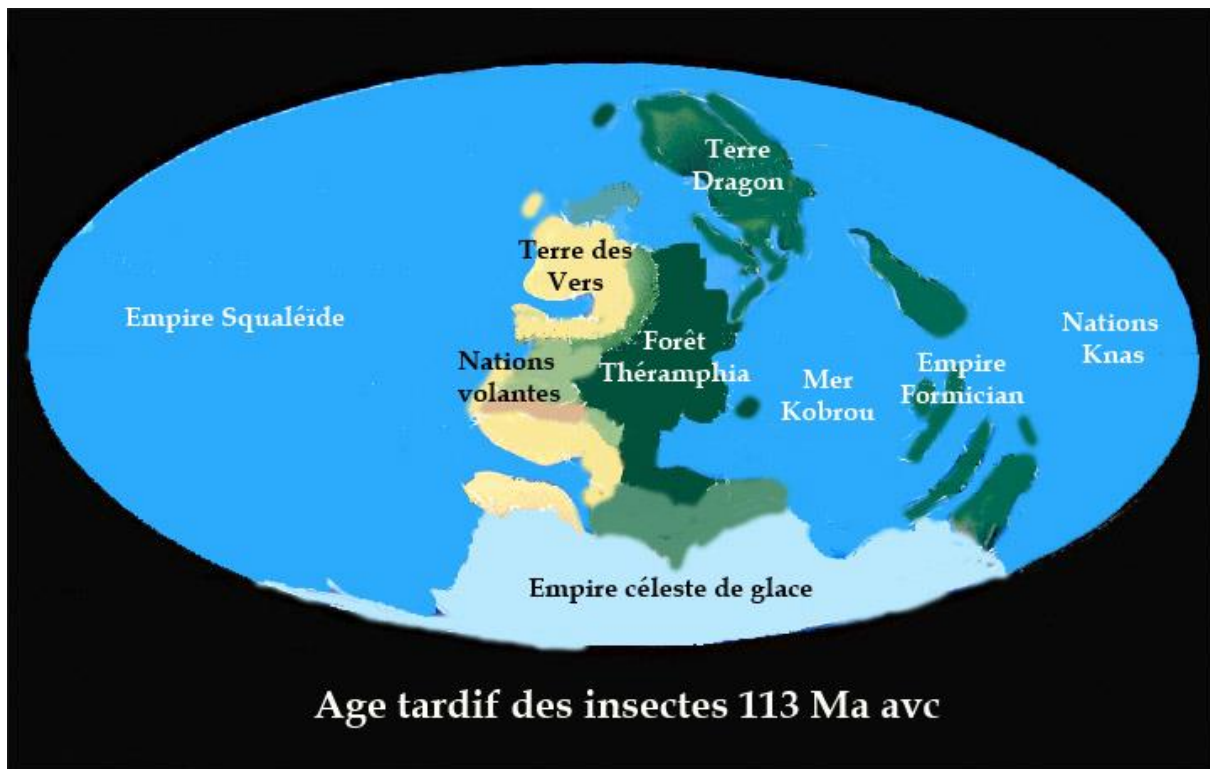 Terre
Dragon
Terre des
Vers
Empire Squaléïde
Nations
Knas
Forêt
Théramphia
Nations
volantes
Empire
Formician
Mer
Kobrou
Empire céleste de glace
Age tardif des insectes 113 Ma avc